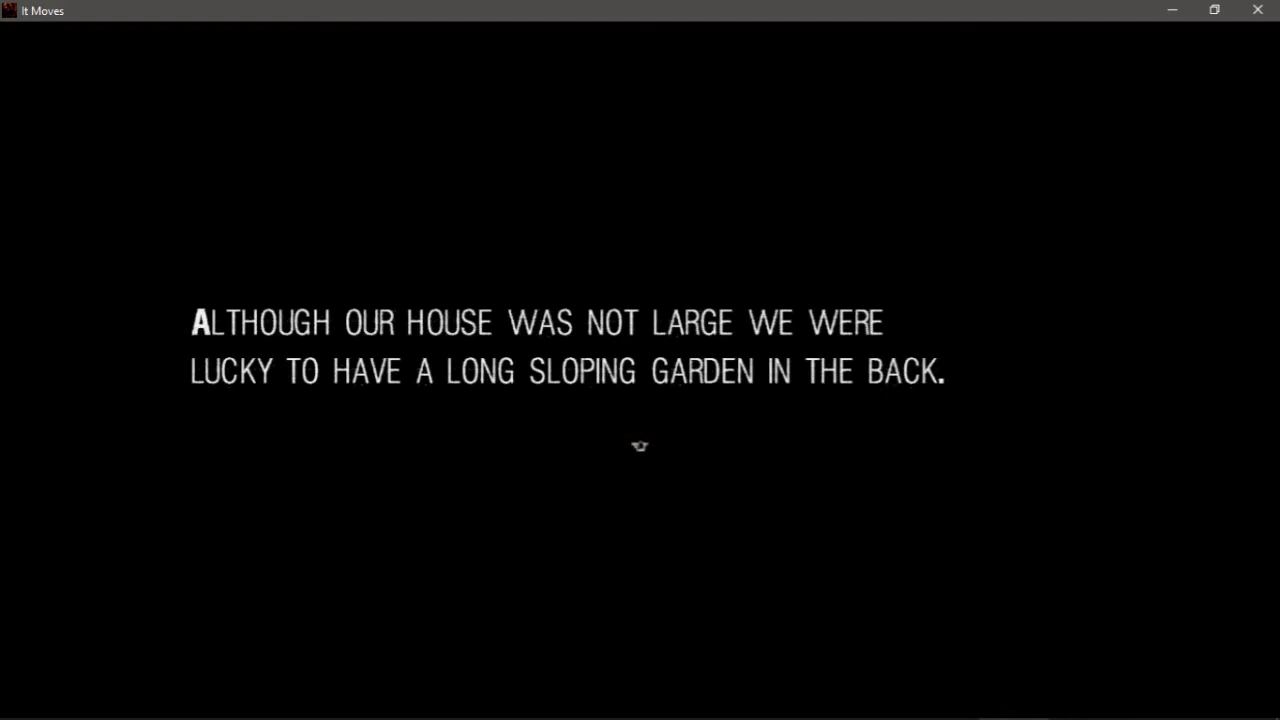 It Moves
ALTHOUGH OUR HOUSE WAS NOT LARGE WE WERE
LUCKY TO HAVE A LONG SLOPING GARDEN IN THE BACK.